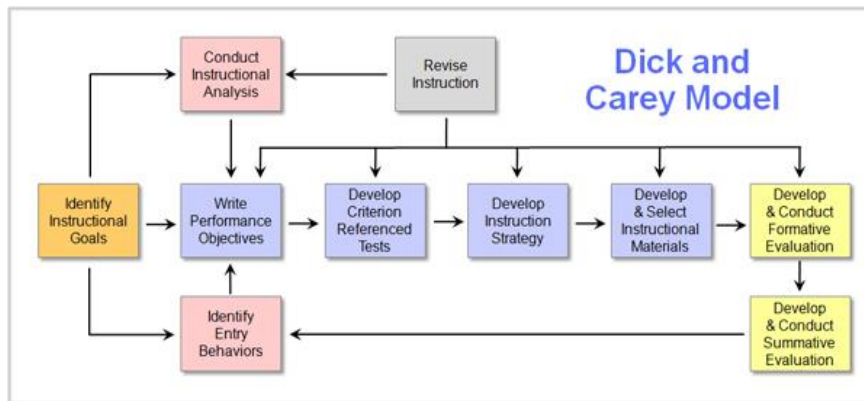 Conduct
Instructional
Analysis
Revise
Instruction
Dick and
Carey Model
Identify
Instructional
Goals
Write
Performance
Objectives
Develop
Criterion
Referenced
Tests
Develop
Instruction
Strategy
Develop
& Select
Instructional
Materials
Develop
& Conduct
Formative
Evaluation
Identify
Entry
Behaviors
Develop
& Conduct
Summative
Evaluation